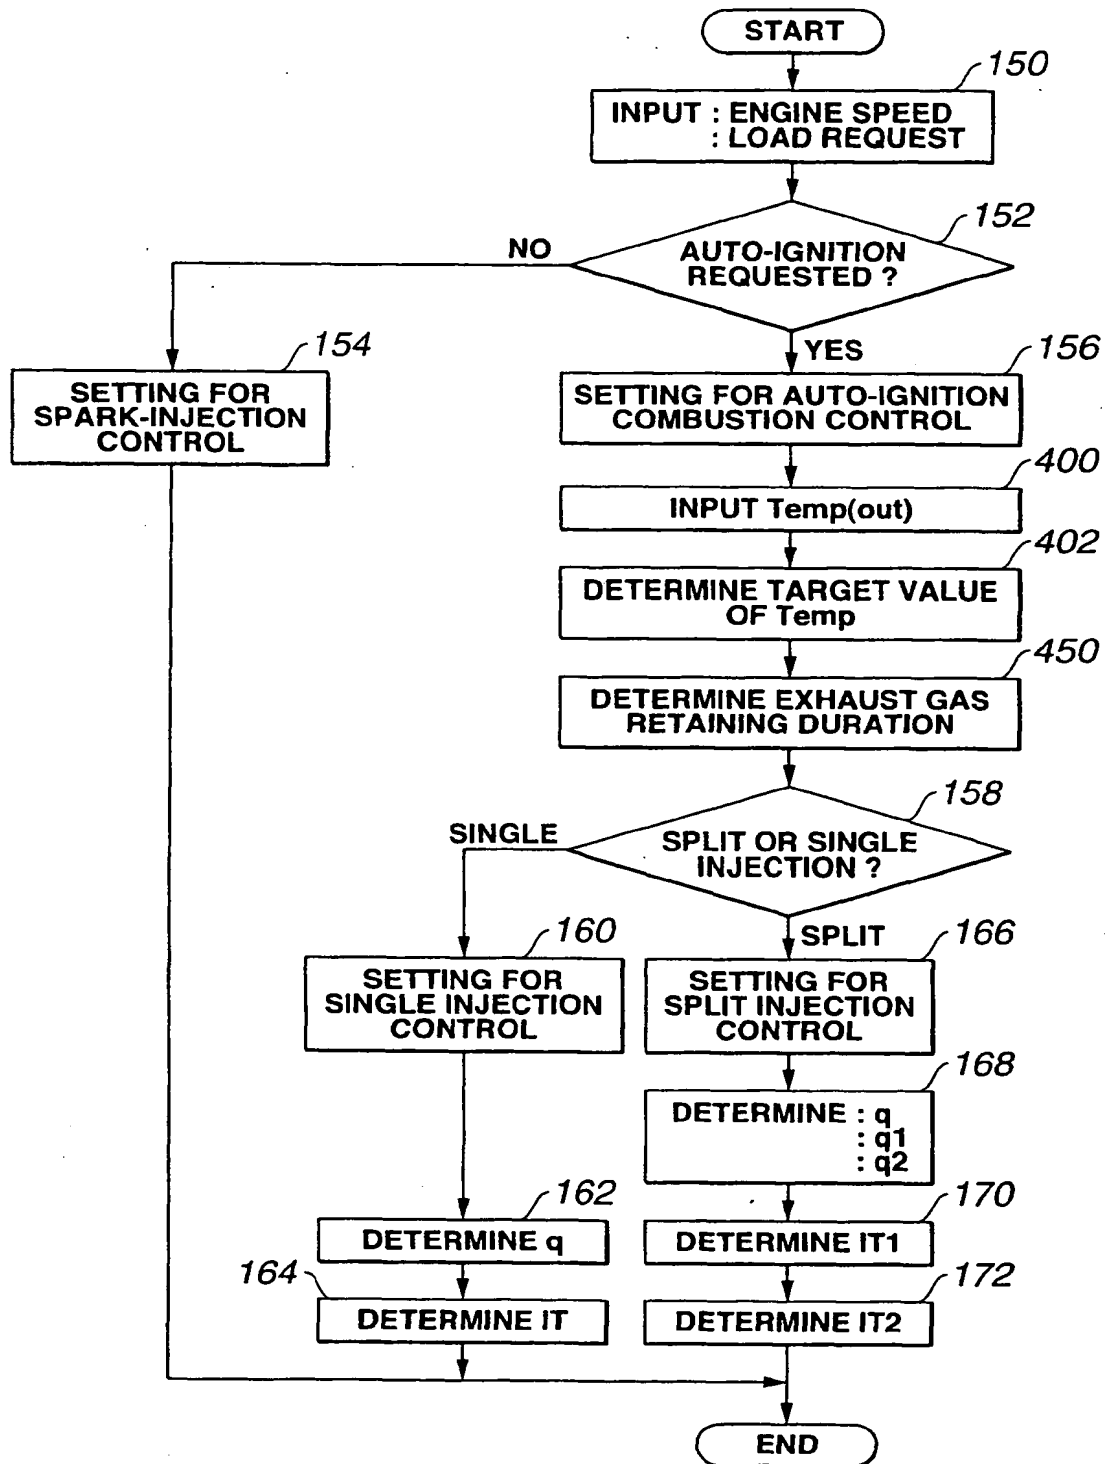 START
150
INPUT : ENGINE SPEED
: LOAD REQUEST
152
AUTO-IGNITION
REQUESTED ?
NO
YES
154
SETTING FOR
SPARK-INJECTION
CONTROL
156
SETTING FOR AUTO-IGNITION
COMBUSTION CONTROL
400
INPUT Temp(out)
402
DETERMINE TARGET VALUE
OF Temp
450
DETERMINE EXHAUST GAS
RETAINING DURATION
158
SPLIT OR SINGLE
INJECTION ?
SINGLE
SPLIT
160
SETTING FOR
SINGLE INJECTION
CONTROL
166
SETTING FOR
SPLIT INJECTION
CONTROL
168
DETERMINE : q
: q1
: q2
162
DETERMINE q
170
DETERMINE IT1
164
DETERMINE IT
172
DETERMINE IT2
END